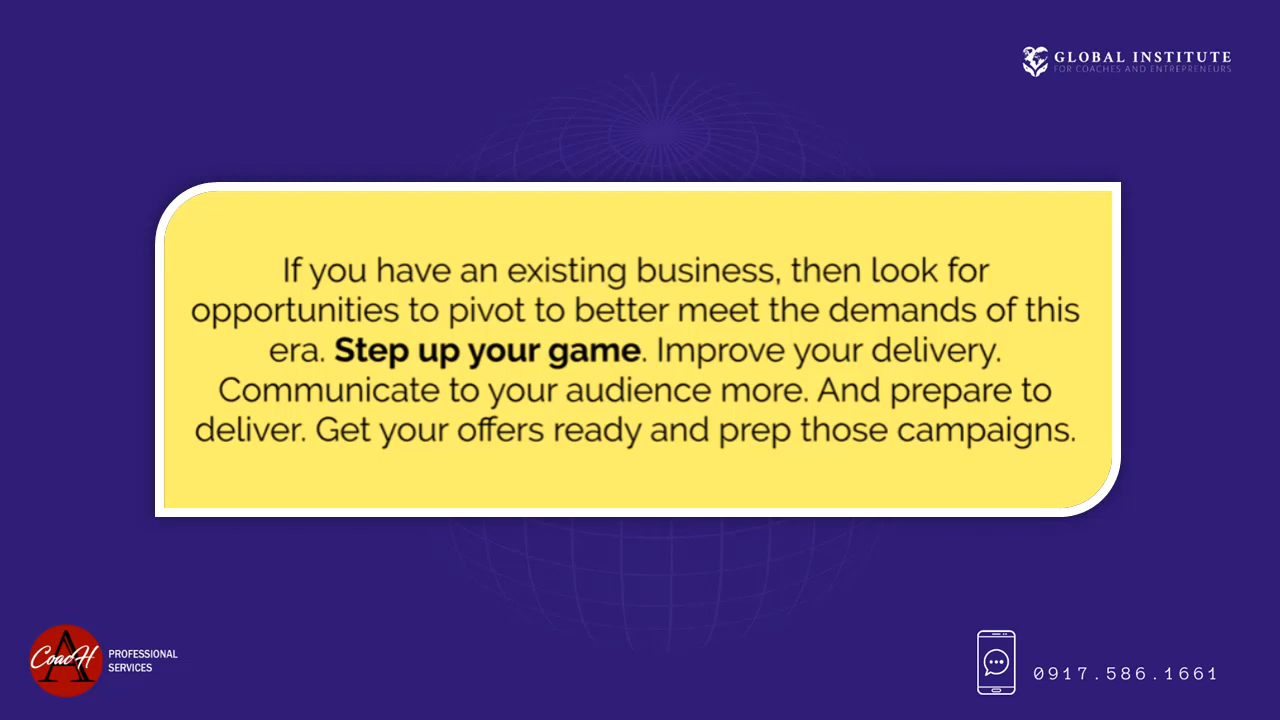 GLOBAL INSTITUTE
FOR COACHES AND ENTREPRENEURS
If you have an existing business, then look for
opportunities to pivot to better meet the demands of this
era. Step up your game. Improve your delivery.
Communicate to your audience more. And prepare to
deliver. Get your offers ready and prep those campaigns.
A
CoacH
PROFESSIONAL
SERVICES
0917.586.1661